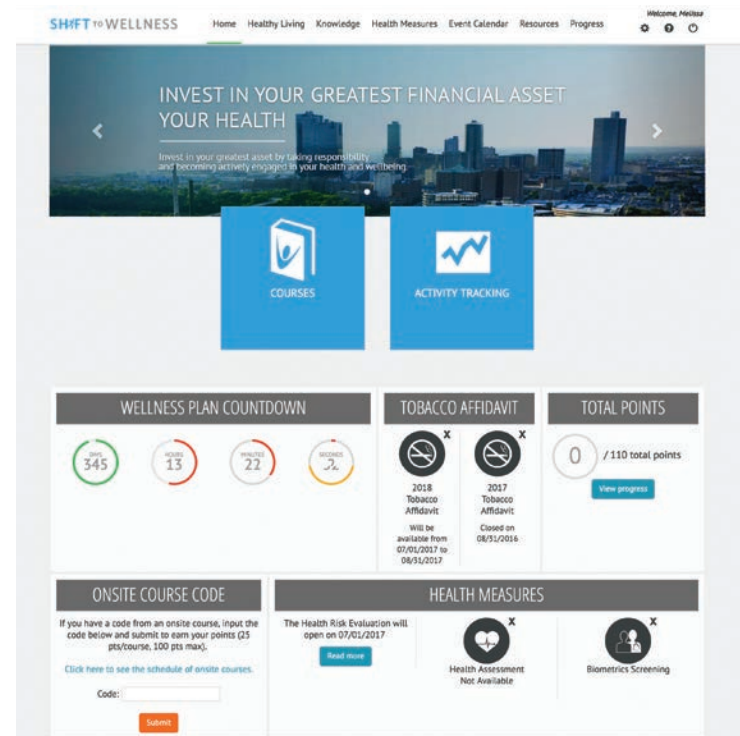 SHIFT TO WELLNESS
Home Healthy Living Knowledge Health Measures Event Calendar Resources Progress
Welcome, Melissa
INVEST IN YOUR GREATEST FINANCIAL ASSET
YOUR HEALTH
Invest in your greatest asset by taking responsibility
and becoming actively engaged in your health and wellbeing.
COURSES
ACTIVITY TRACKING
WELLNESS PLAN COUNTDOWN
DAYS
345
HOURS
13
MINUTES
22
SECONDS
TOBACCO AFFIDAVIT
X
2018
Tobacco
Affidavit
Will be
available from
07/01/2017 to
08/31/2017
X
2017
Tobacco
Affidavit
Closed on
08/31/2016
TOTAL POINTS
0 / 110 total points
View progress
ONSITE COURSE CODE
If you have a code from an onsite course, input the
code below and submit to earn your points (25
pts/course, 100 pts max).
Click here to see the schedule of onsite courses.
Code:
Submit
HEALTH MEASURES
The Health Risk Evaluation will
open on 07/01/2017
Read more
X
Health Assessment
Not Available
X
Biometrics Screening